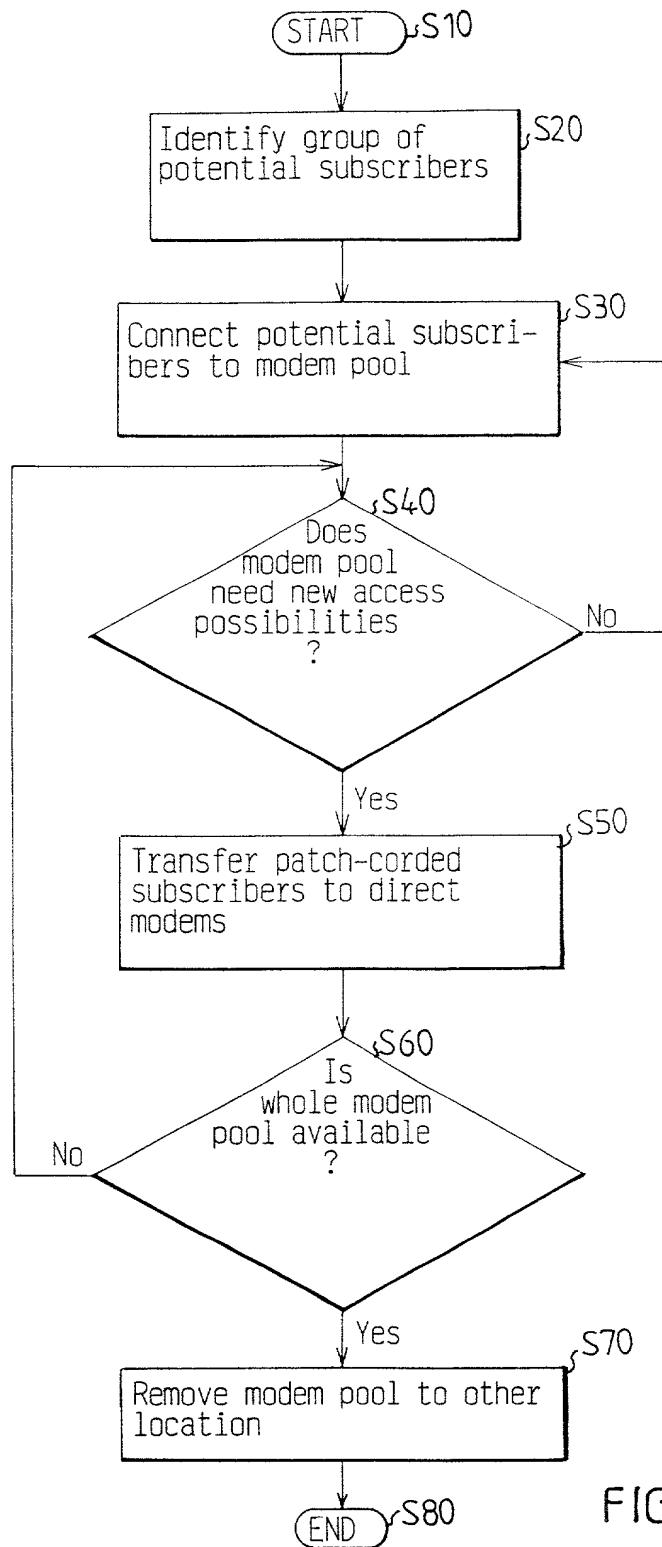 START
S10
Identify group of
potential subscribers
S20
Connect potential subscri-
bers to modem pool
S30
S40
Does
modem pool
need new access
possibilities
?
No
Yes
Transfer patch-corded
subscribers to direct
modems
S50
S60
Is
whole modem
pool available
?
No
Yes
Remove modem pool to other
location
S70
END
S80
FIG